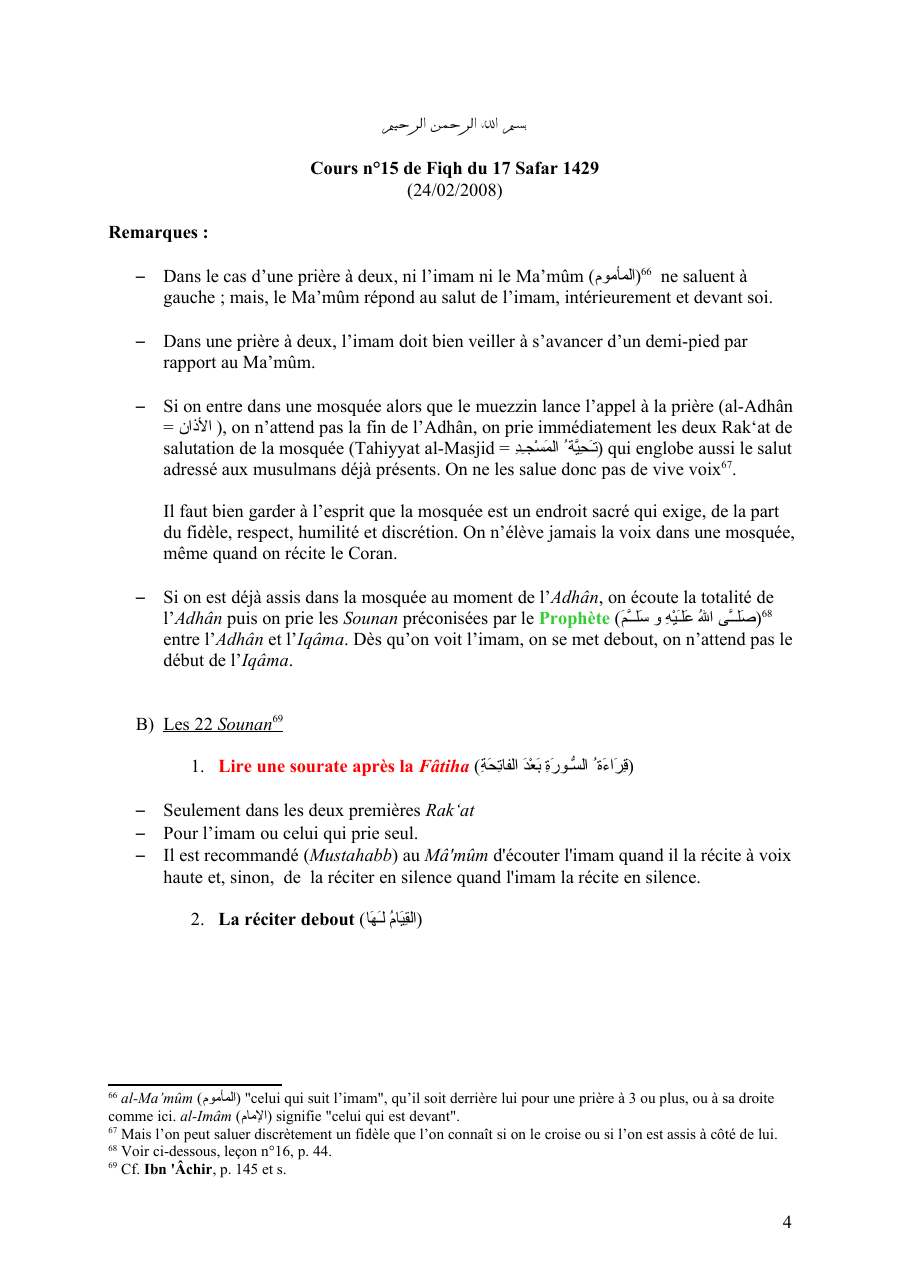 بسم الله الرحمن الرحيم
Cours n°15 de Fiqh du 17 Safar 1429
(24/02/2008)
Remarques :
– Dans le cas d’une prière à deux, ni l’imam ni le Ma’mûm (المأموم)66 ne saluent à
gauche ; mais, le Ma’mûm répond au salut de l’imam, intérieurement et devant soi.
– Dans une prière à deux, l’imam doit bien veiller à s’avancer d’un demi-pied par
rapport au Ma’mûm.
– Si on entre dans une mosquée alors que le muezzin lance l’appel à la prière (al-Adhân
= الأذان ), on n’attend pas la fin de l’Adhân, on prie immédiatement les deux Rak‘at de
salutation de la mosquée (Tahiyyat al-Masjid = تـَحِيَّة ُ المَسْجـِدِ) qui englobe aussi le salut
adressé aux musulmans déjà présents. On ne les salue donc pas de vive voix67.
Il faut bien garder à l’esprit que la mosquée est un endroit sacré qui exige, de la part
du fidèle, respect, humilité et discrétion. On n’élève jamais la voix dans une mosquée,
même quand on récite le Coran.
– Si on est déjà assis dans la mosquée au moment de l’Adhân, on écoute la totalité de
l’Adhân puis on prie les Sounan préconisées par le Prophète (صَلـَّى اللهُ عَلـَيْهِ و سَلـَّمَ)68
entre l’Adhân et l’Iqâma. Dès qu’on voit l’imam, on se met debout, on n’attend pas le
début de l’Iqâma.
B) Les 22 Sounan69
1. Lire une sourate après la Fâtiha (قِرَاءَة ُ السُّورَةِ بَعْدَ الفَاتِحَةِ)
– Seulement dans les deux premières Rak‘at
– Pour l’imam ou celui qui prie seul.
– Il est recommandé (Mustahabb) au Mâ'mûm d'écouter l'imam quand il la récite à voix
haute et, sinon, de la réciter en silence quand l'imam la récite en silence.
2. La réciter debout (القِيَامُ لـَهَا)
66 al-Ma’mûm (المأموم) "celui qui suit l’imam", qu’il soit derrière lui pour une prière à 3 ou plus, ou à sa droite
comme ici. al-Imâm (الإمام) signifie "celui qui est devant".
67 Mais l’on peut saluer discrètement un fidèle que l’on connaît si on le croise ou si l’on est assis à côté de lui.
68 Voir ci-dessous, leçon n°16, p. 44.
69 Cf. Ibn 'Âchir, p. 145 et s.
4